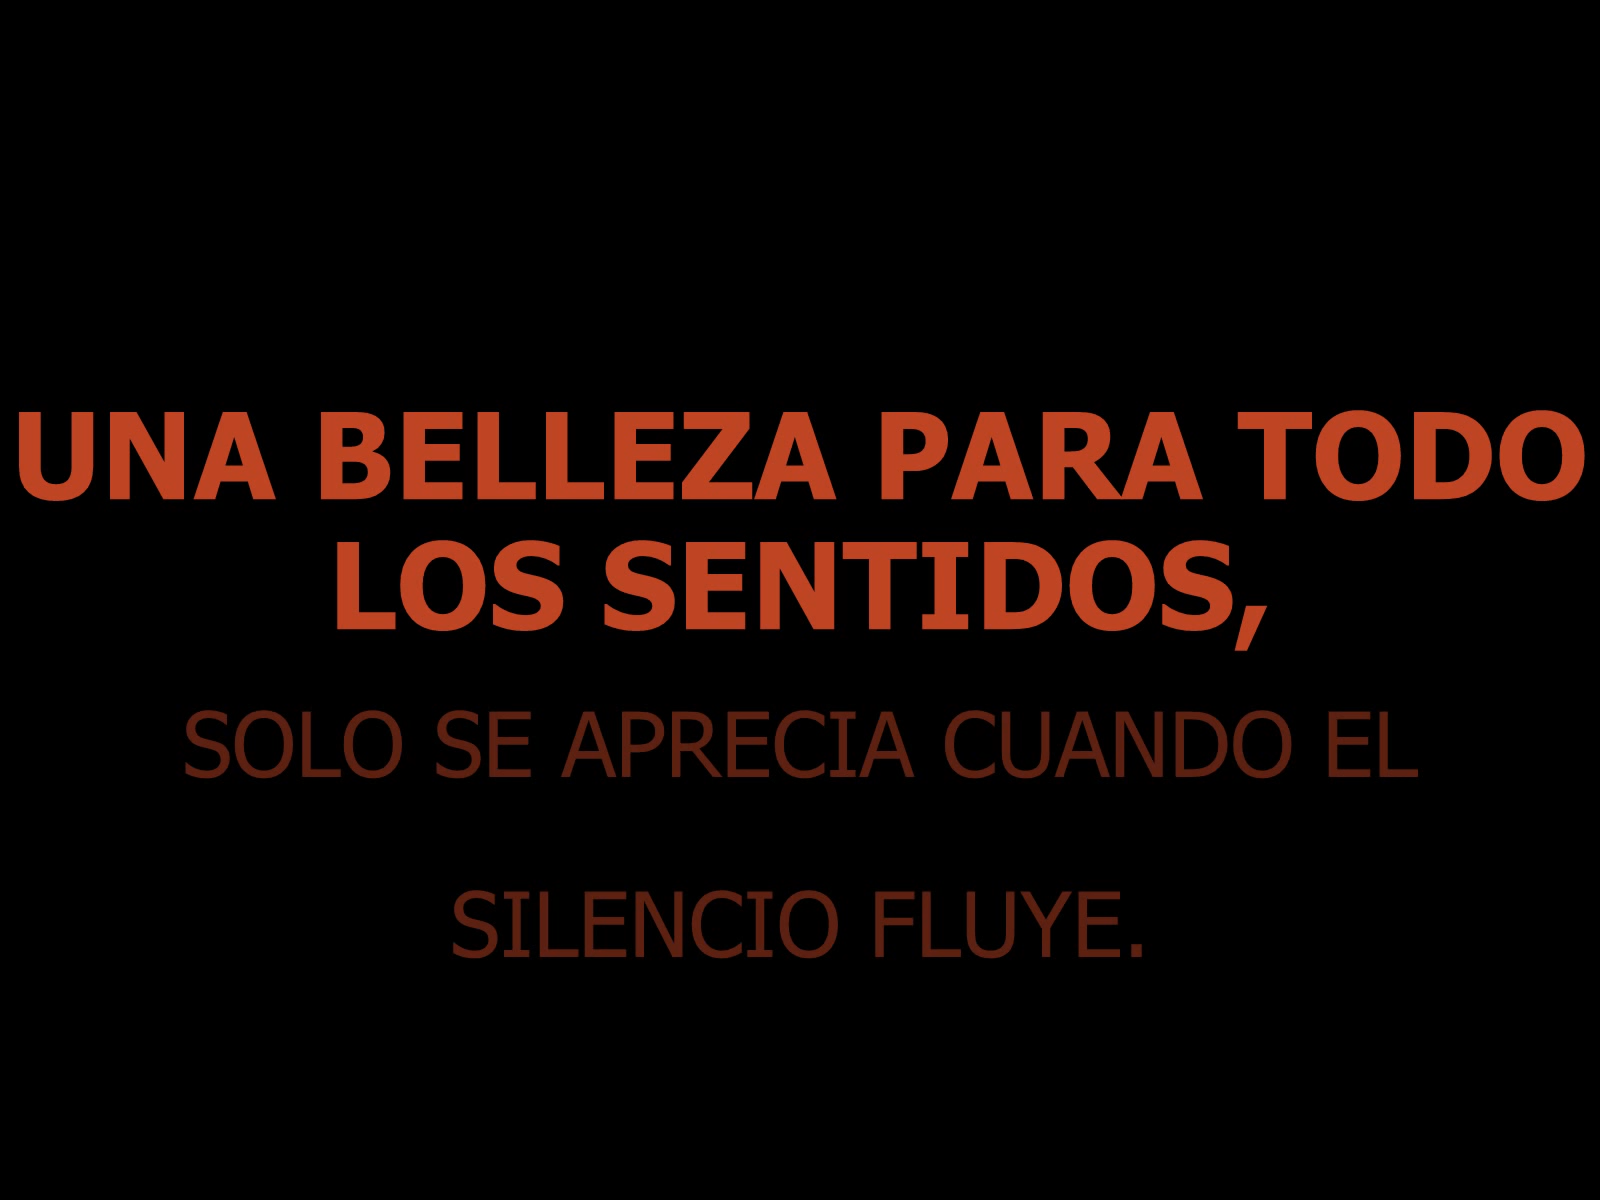 UNA BELLEZA PARA TODO
LOS SENTIDOS,
SOLO SE APRECIA CUANDO EL
SILENCIO FLUYE.